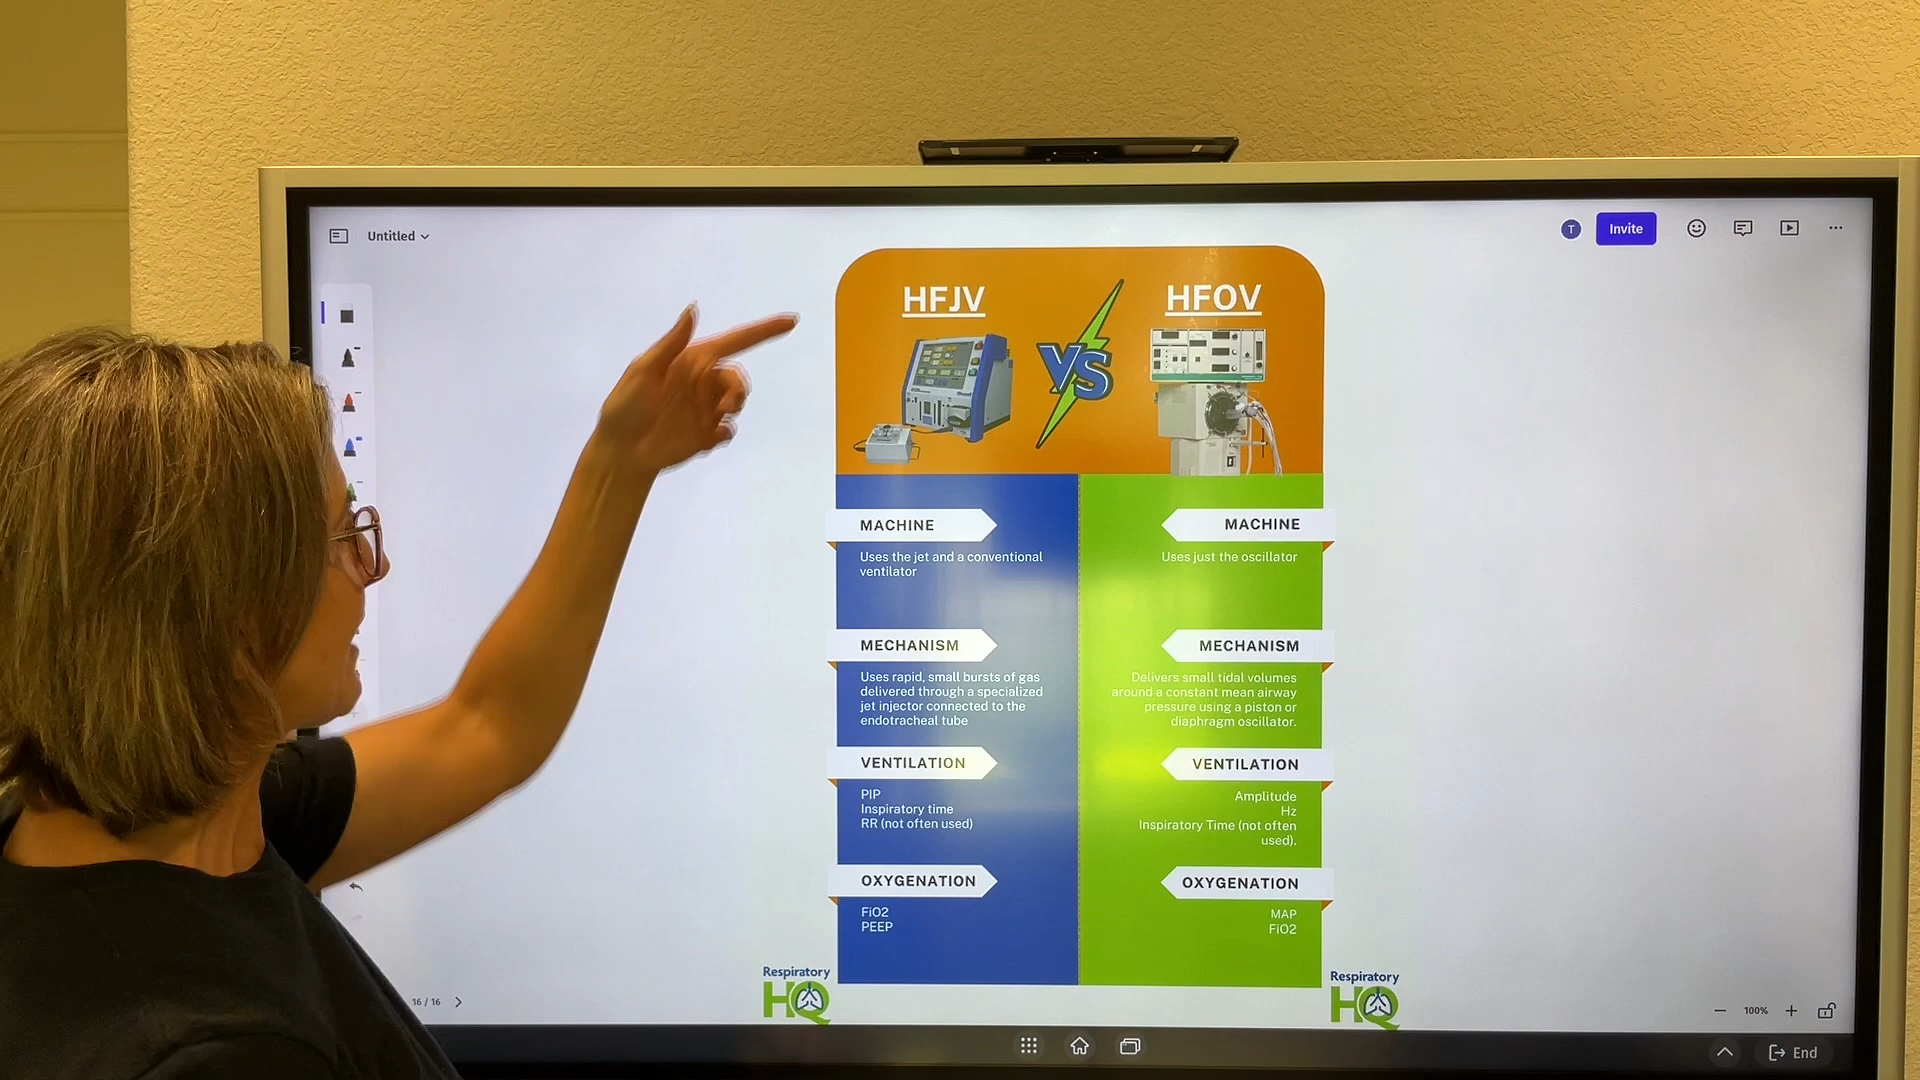 Untitled
T
Invite
HFJV
VS
HFOV
MACHINE
Uses the jet and a conventional
ventilator
MECHANISM
Uses rapid, small bursts of gas
delivered through a specialized
jet injector connected to the
endotracheal tube
VENTILATION
PIP
Inspiratory time
RR (not often used)
OXYGENATION
FiO2
PEEP
MACHINE
Uses just the oscillator
MECHANISM
Delivers small tidal volumes
around a constant mean airway
pressure using a piston or
diaphragm oscillator.
VENTILATION
Amplitude
Hz
Inspiratory Time (not often
used).
OXYGENATION
MAP
FiO2
Respiratory
HQ
Respiratory
HQ
16 / 16
100%
End